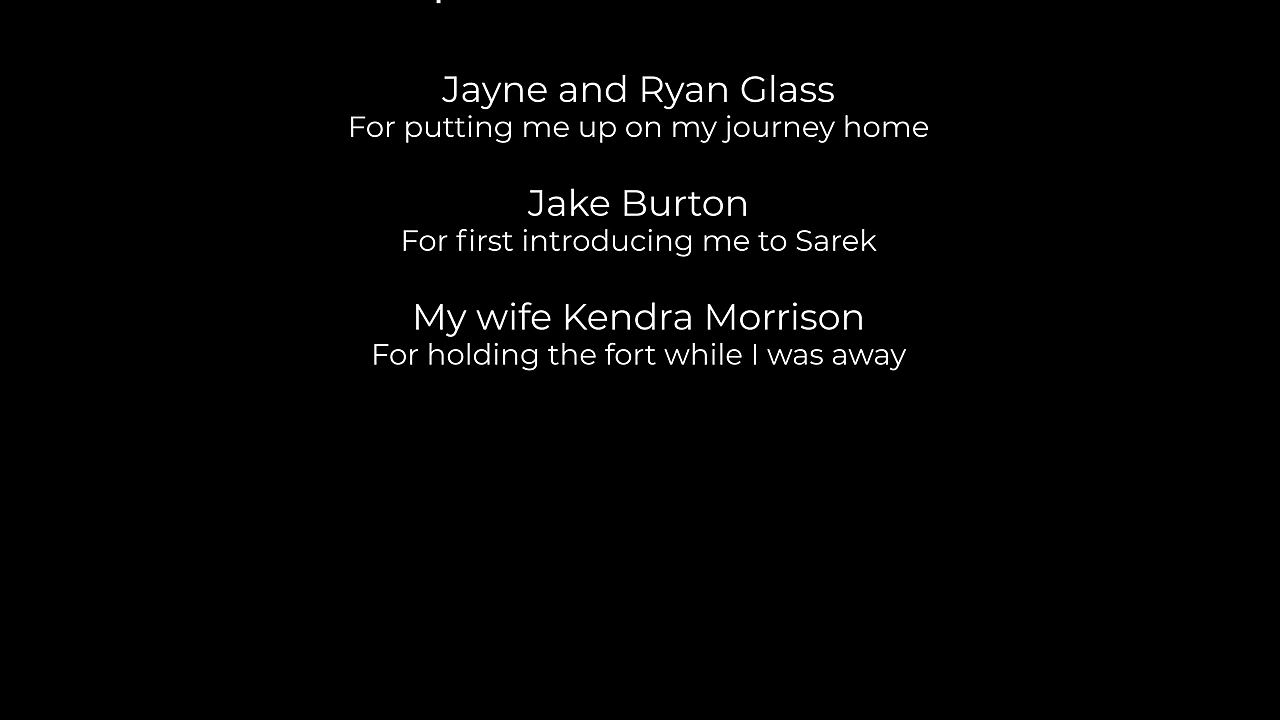 Jayne and Ryan Glass
For putting me up on my journey home
Jake Burton
For first introducing me to Sarek
My wife Kendra Morrison
For holding the fort while I was away